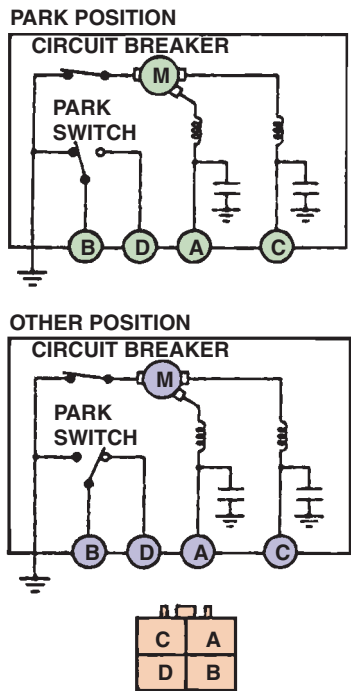 PARK POSITION
CIRCUIT BREAKER
M
PARK
SWITCH
B D A C
OTHER POSITION
CIRCUIT BREAKER
M
PARK
SWITCH
B D A C
C A
D B